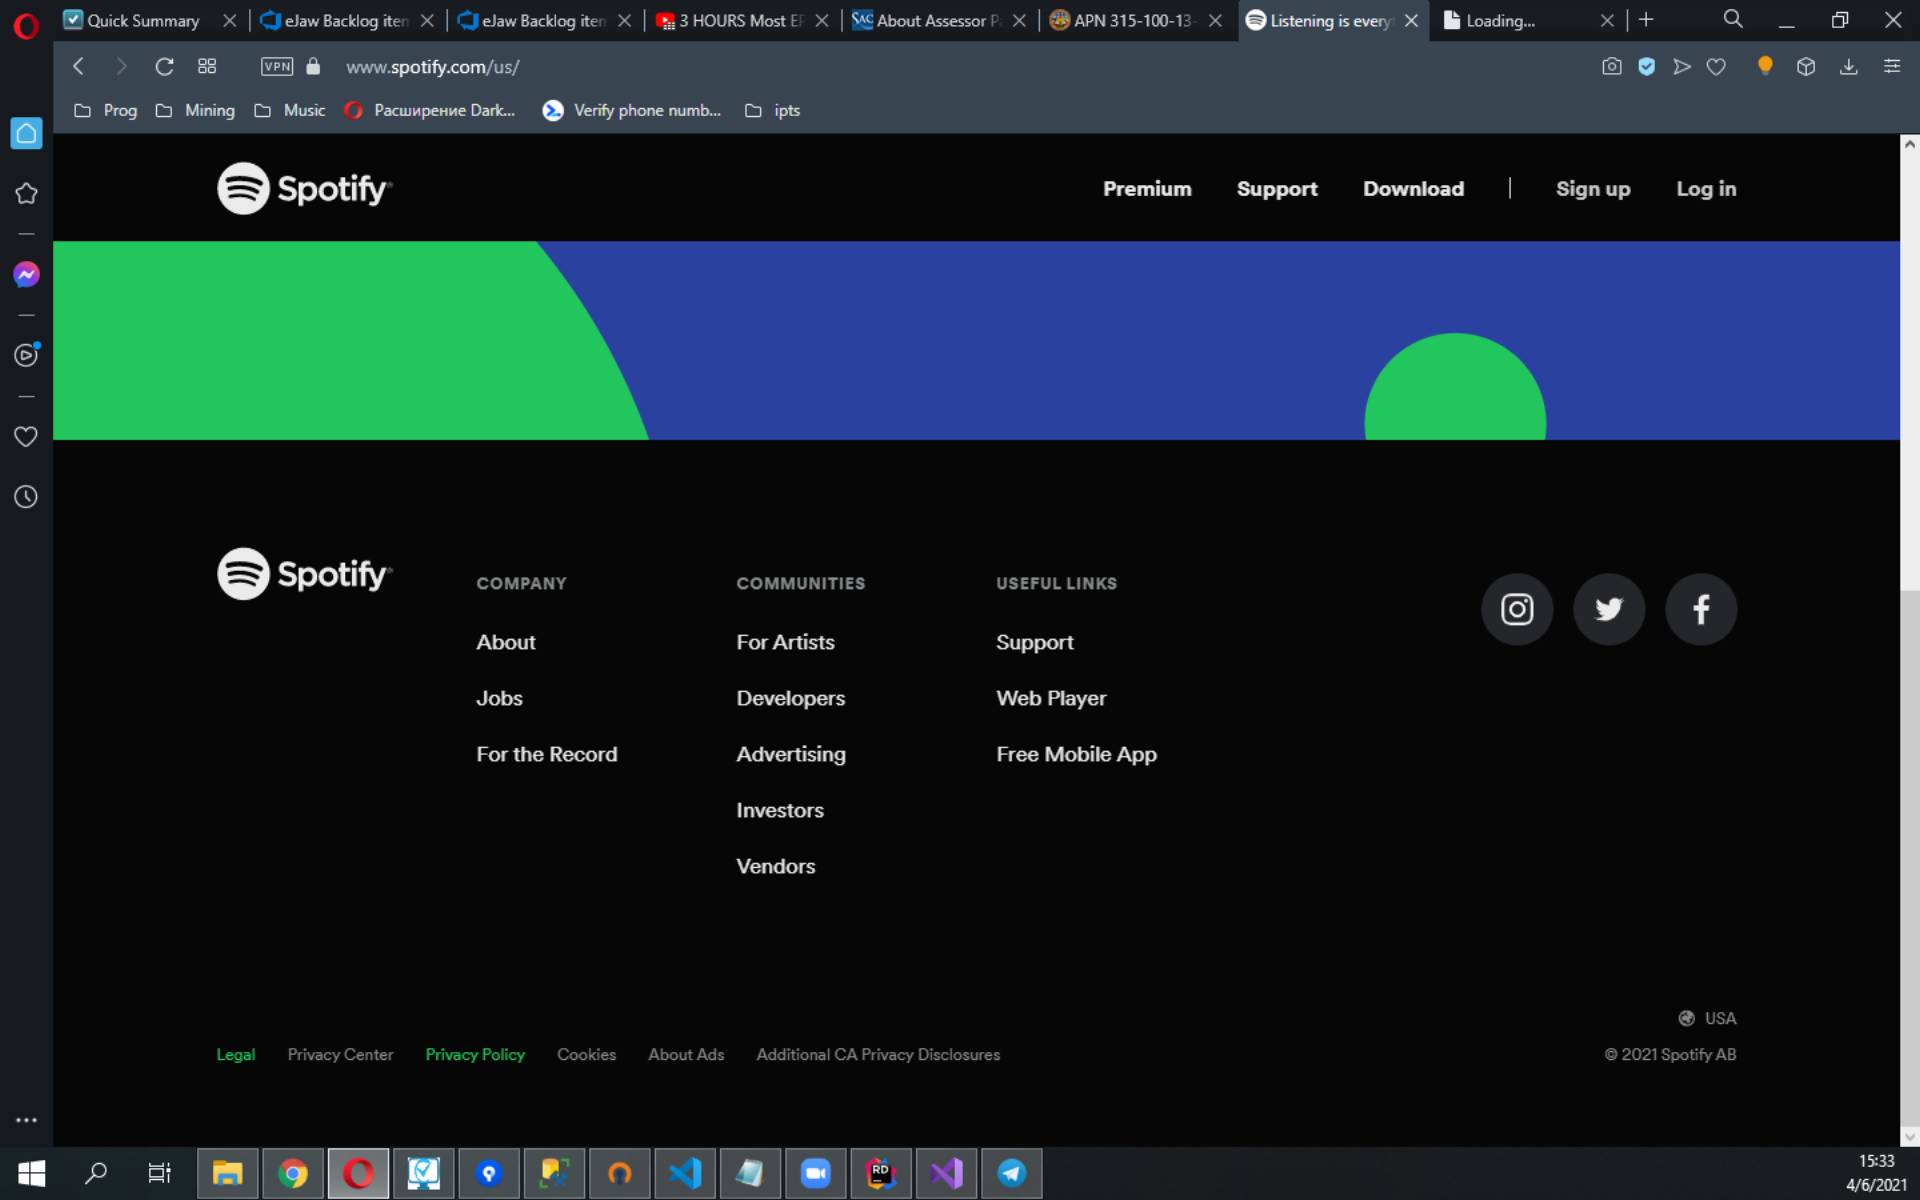 Quick Summary
eJaw Backlog iten
eJaw Backlog iten
3 HOURS Most EP
SAC About Assessor Pa
APN 315-100-13-
Listening is every
Loading...
VPN www.spotify.com/us/
Prog Mining Music Расширение Dark... Verify phone numb... ipts
Spotify
Premium Support Download | Sign up Log in
Spotify
COMPANY
About
Jobs
For the Record
COMMUNITIES
For Artists
Developers
Advertising
Investors
Vendors
USEFUL LINKS
Support
Web Player
Free Mobile App
USA
Legal Privacy Center Privacy Policy Cookies About Ads Additional CA Privacy Disclosures
© 2021 Spotify AB
RD
15:33
4/6/2021